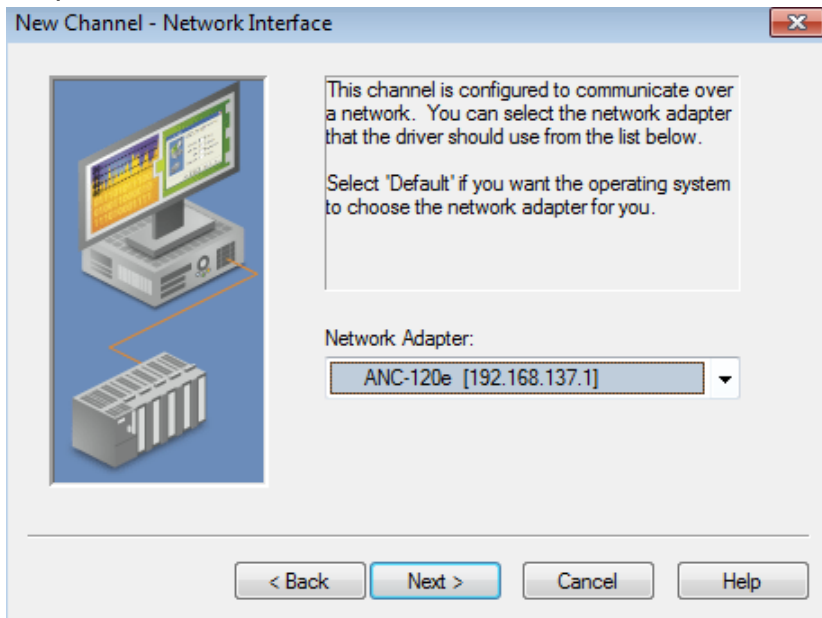 New Channel - Network Interface
This channel is configured to communicate over
a network. You can select the network adapter
that the driver should use from the list below.
Select 'Default' if you want the operating system
to choose the network adapter for you.
Network Adapter:
ANC-120e [192.168.137.1]
< Back Next > Cancel Help